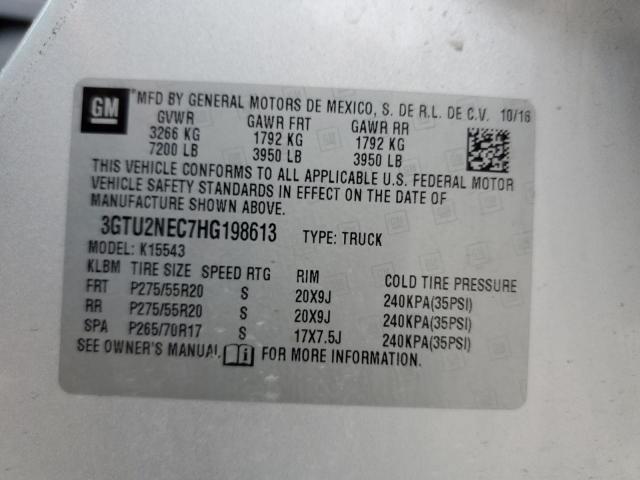 GM
*MFD BY GENERAL MOTORS DE MEXICO, S. DE R.L. DE C.V. 10/16
GVWR GAWR FRT GAWR RR
3266 KG 1792 KG 1792 KG
7200 LB 3950 LB 3950 LB
THIS VEHICLE CONFORMS TO ALL APPLICABLE U.S. FEDERAL MOTOR
VEHICLE SAFETY STANDARDS IN EFFECT ON THE DATE OF
MANUFACTURE SHOWN ABOVE.
3GTU2NEC7HG198613 TYPE: TRUCK
MODEL: K15543
KLBM TIRE SIZE SPEED RTG RIM COLD TIRE PRESSURE
FRT P275/55R20 S 20X9J 240KPA(35PSI)
RR P275/55R20 S 20X9J 240KPA(35PSI)
SPA P265/70R17 S 17X7.5J 240KPA(35PSI)
SEE OWNER'S MANUAL. FOR MORE INFORMATION.